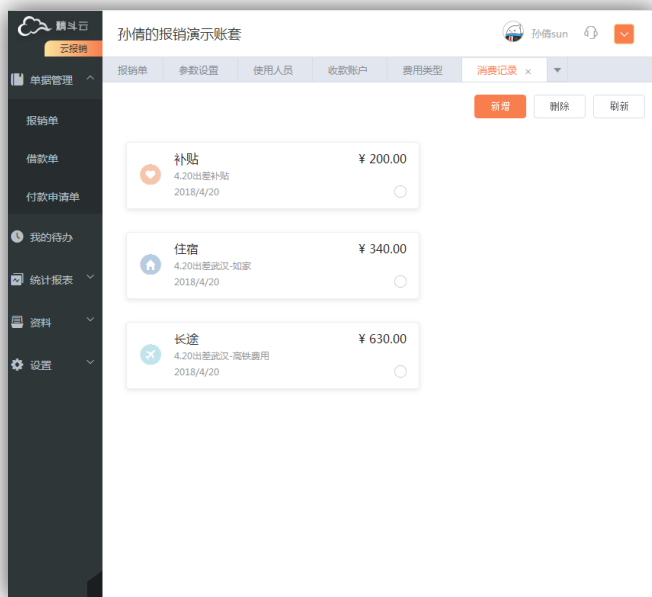 精斗云
云报销
孙倩的报销演示账套
孙倩sun
单据管理
报销单
借款单
付款申请单
我的待办
统计报表
资料
设置
报销单 参数设置 使用人员 收款账户 费用类型 消费记录 ×
新增 删除 刷新
补贴 ¥ 200.00
4.20出差补贴
2018/4/20
住宿 ¥ 340.00
4.20出差武汉-如家
2018/4/20
长途 ¥ 630.00
4.20出差武汉-高铁费用
2018/4/20